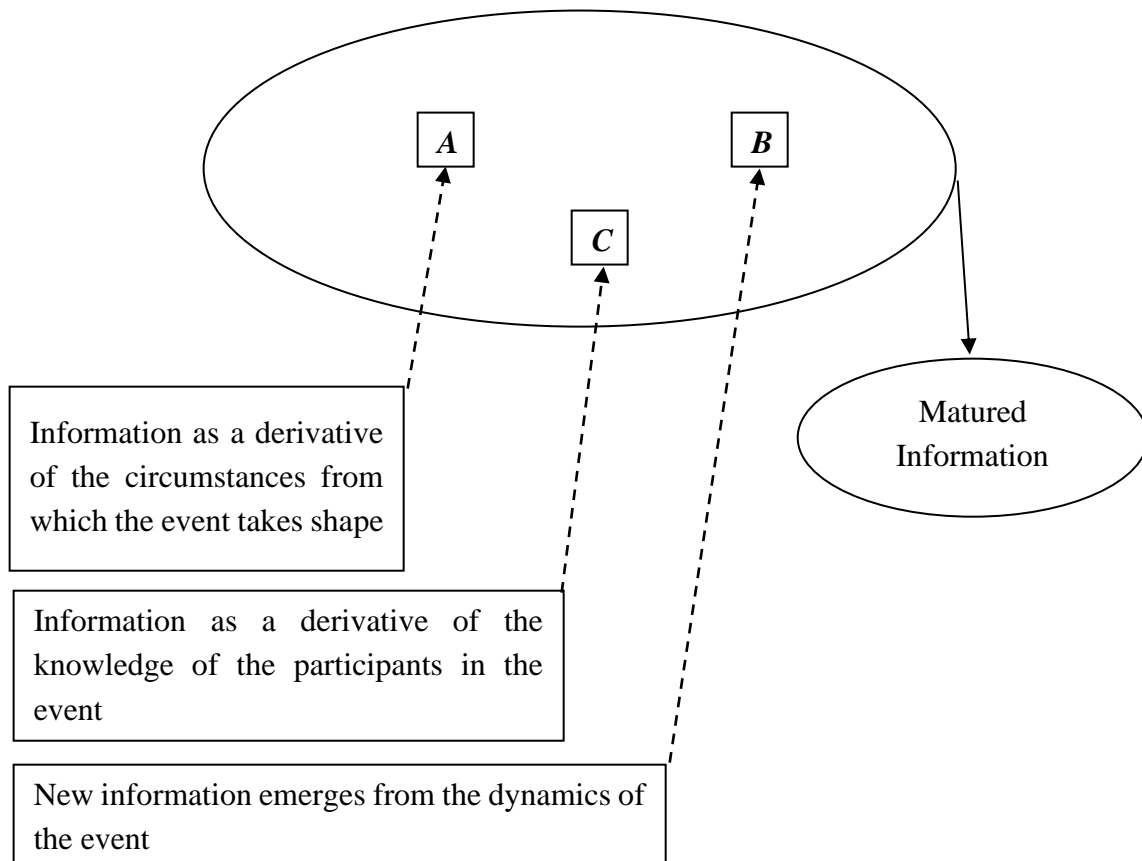 A
B
C
Matured
Information
Information as a derivative
of the circumstances from
which the event takes shape
Information as a derivative of the
knowledge of the participants in the
event
New information emerges from the dynamics of
the event